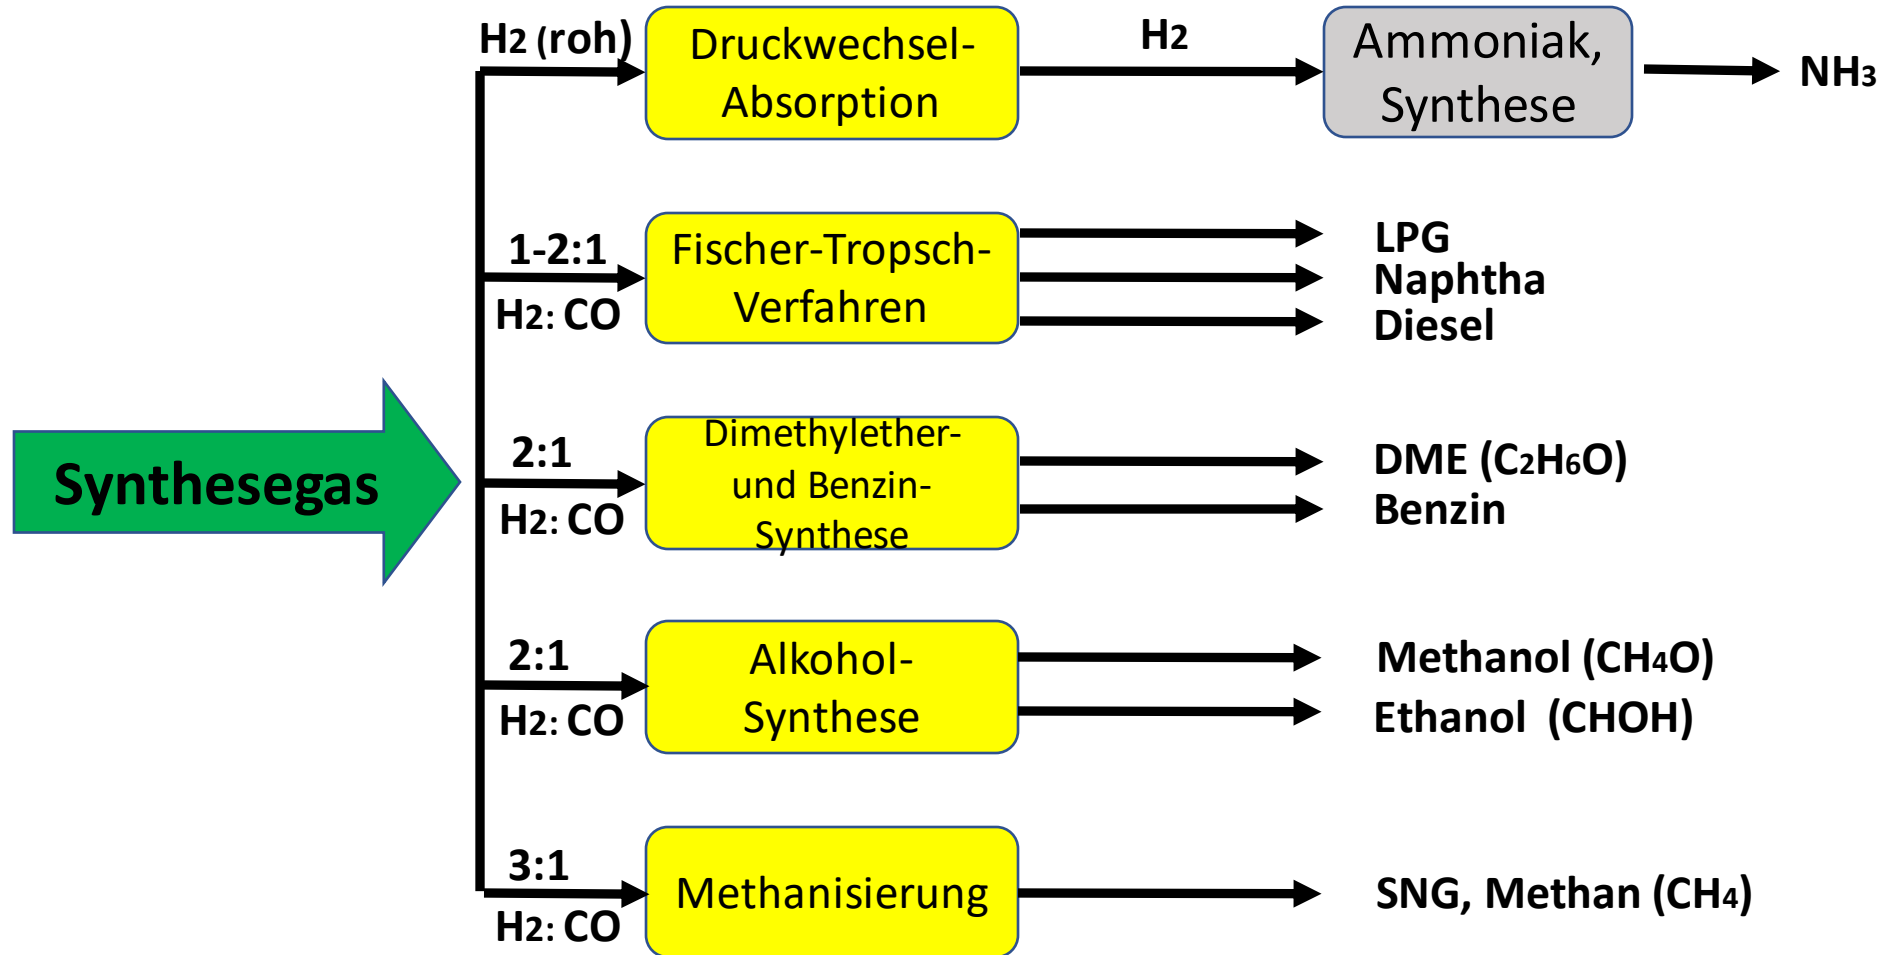 H2 (roh)
Druckwechsel-
Absorption
H2
Ammoniak,
Synthese
NH3
1-2:1
H2: CO
Fischer-Tropsch-
Verfahren
LPG
Naphtha
Diesel
Synthesegas
2:1
H2: CO
Dimethylether-
und Benzin-
Synthese
DME (C2H6O)
Benzin
2:1
H2: CO
Alkohol-
Synthese
Methanol (CH4O)
Ethanol (CHOH)
3:1
H2: CO
Methanisierung
SNG, Methan (CH4)